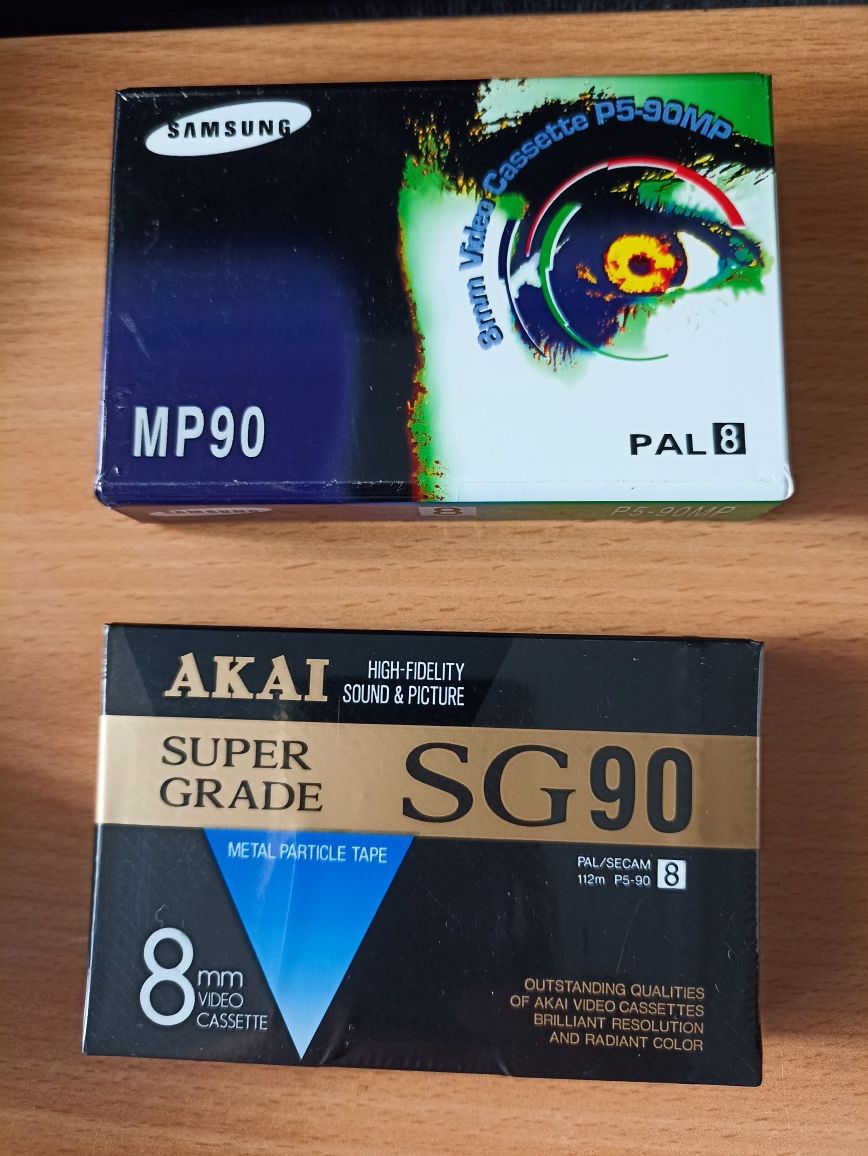 SAMSUNG
8mm Video Cassette P5-90MP
MP90
PAL 8
SAMSUNG 8 P5-90MP
AKAI
HIGH-FIDELITY
SOUND & PICTURE
SUPER
GRADE
SG90
METAL PARTICLE TAPE
PAL/SECAM
112m P5-90 8
8mm
VIDEO
CASSETTE
OUTSTANDING QUALITIES
OF AKAI VIDEO CASSETTES
BRILLIANT RESOLUTION
AND RADIANT COLOR